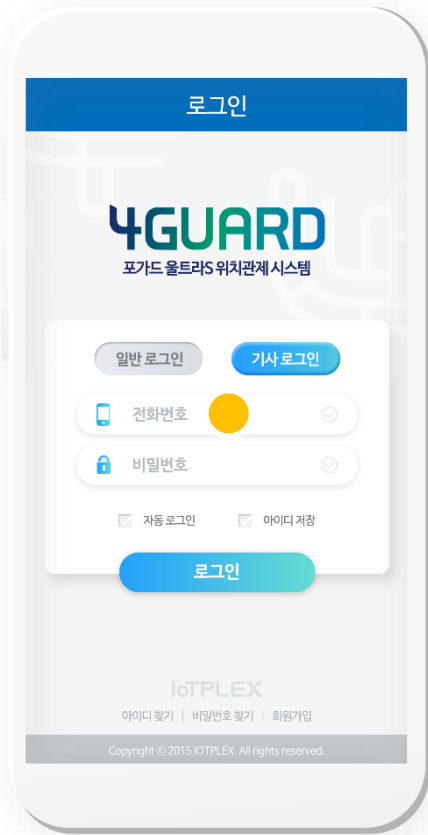 로그인
4GUARD
포가드 울트라S 위치관제 시스템
일반 로그인 기사 로그인
전화번호
비밀번호
자동 로그인 아이디 저장
로그인
IoTPLEX
아이디 찾기 | 비밀번호 찾기 | 회원가입
Copyright © 2015 IOTPLEX. All rights reserved.